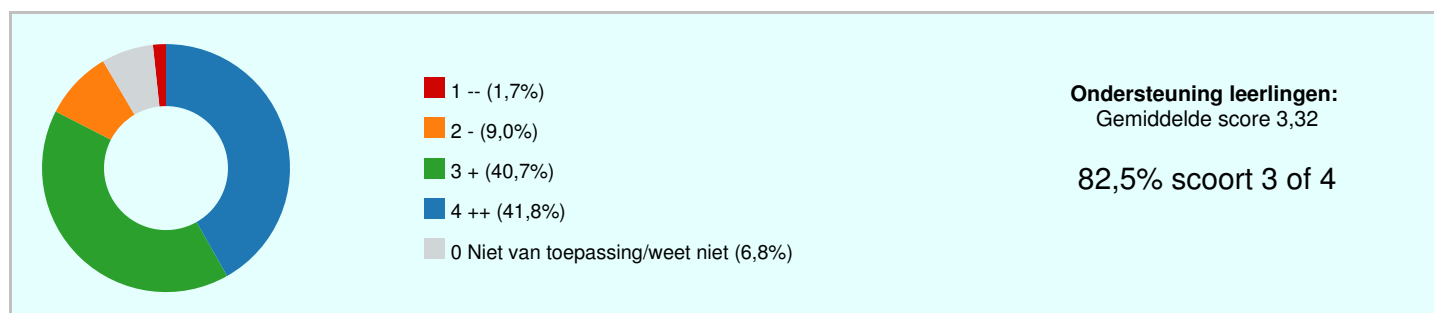 1 -- (1,7%)
2 - (9,0%)
3 + (40,7%)
4 ++ (41,8%)
0 Niet van toepassing/weet niet (6,8%)
Ondersteuning leerlingen:
Gemiddelde score 3,32
82,5% scoort 3 of 4